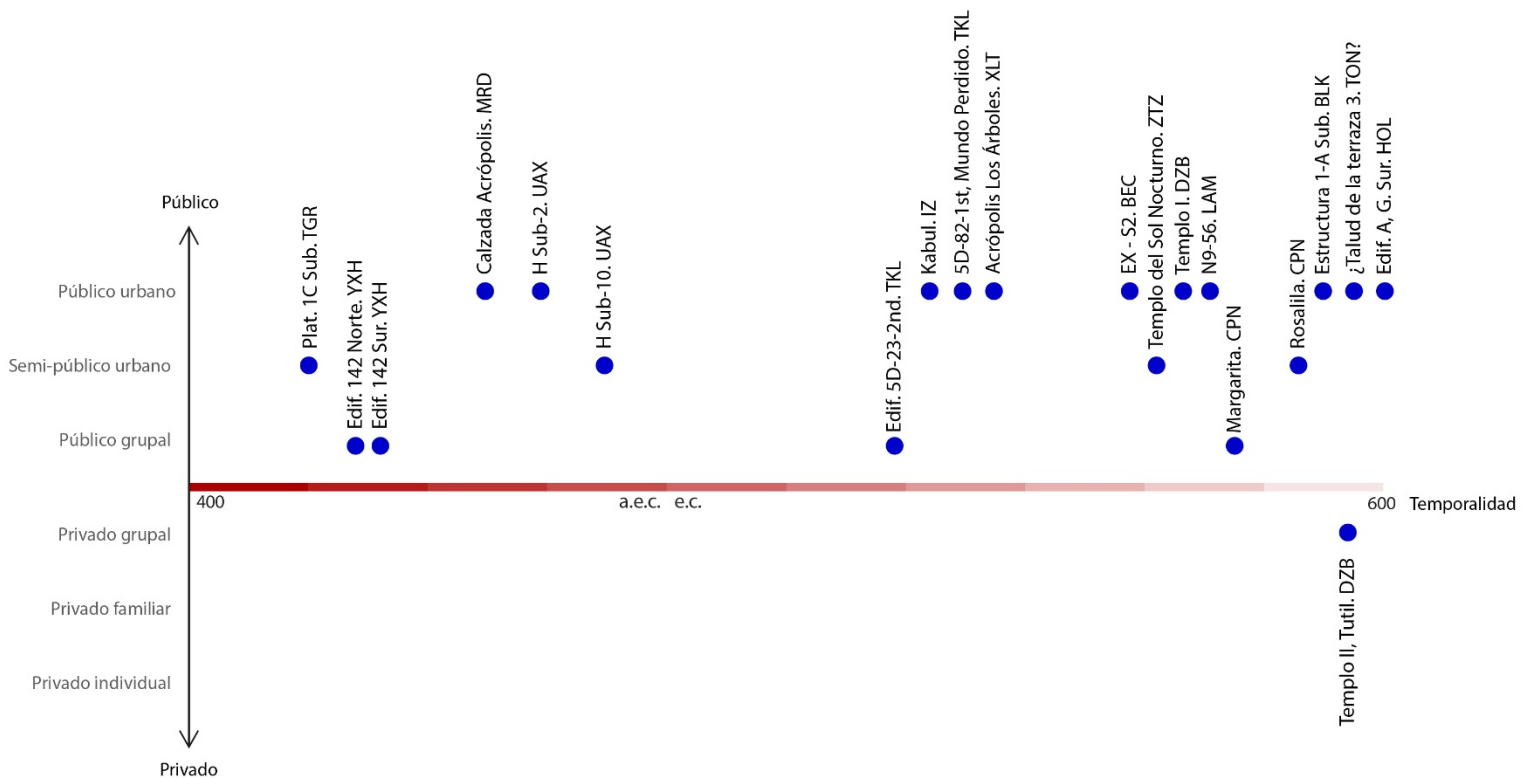 Público
Público urbano
Semi-público urbano
Público grupal
Privado grupal
Privado familiar
Privado individual
Privado
400
a.e.c.
e.c.
600
Temporalidad
Plat. 1C Sub. TGR
Edif. 142 Norte. YXH
Edif. 142 Sur. YXH
Calzada Acrópolis. MRD
H Sub-2. UAX
H Sub-10. UAX
Edif. 5D-23-2nd. TKL
Kabul. IZ
5D-82-1st, Mundo Perdido. TKL
Acrópolis Los Árboles. XLT
EX - S2. BEC
Templo del Sol Nocturno. ZTZ
Templo I. DZB
N9-56. LAM
Margarita. CPN
Rosalila. CPN
Estructura 1-A Sub. BLK
¿Talud de la terraza 3. TON?
Edif. A, G. Sur. HOL
Templo II, Tutil. DZB